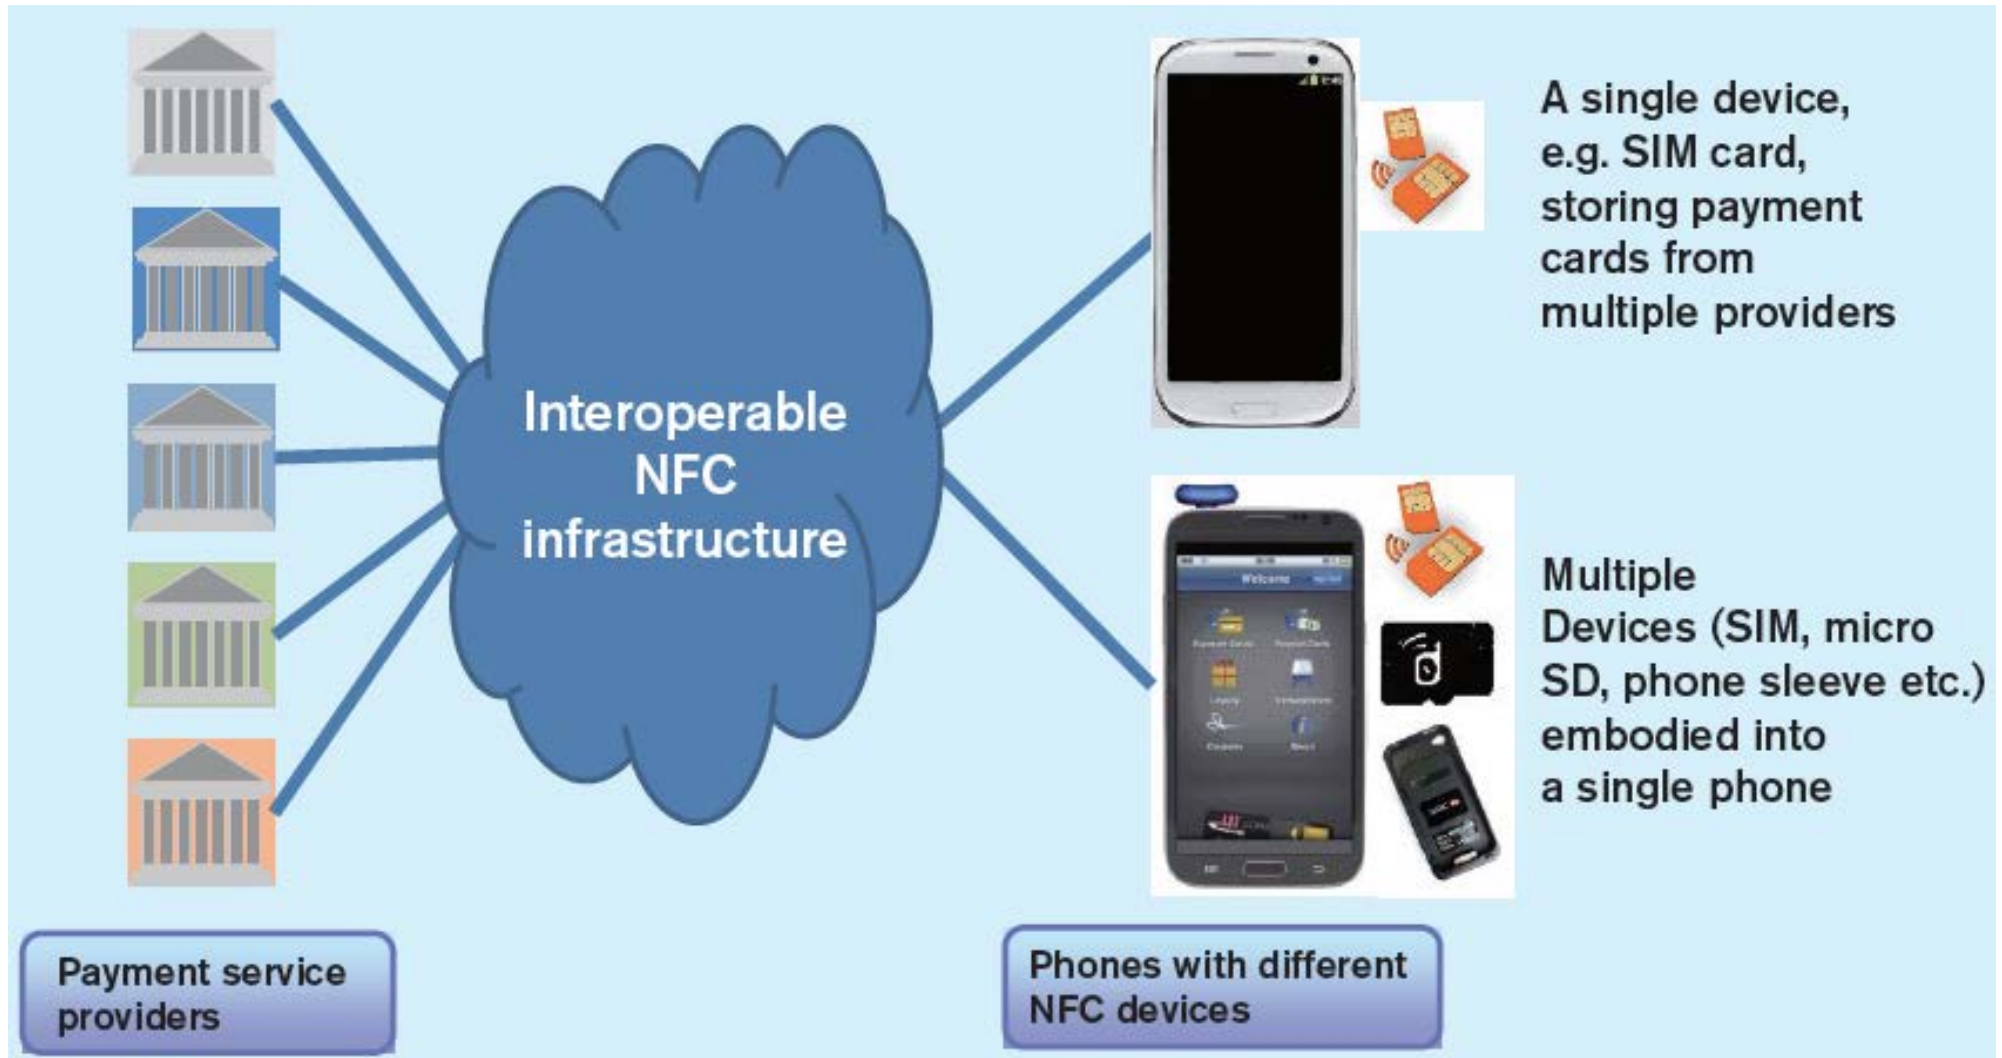 Interoperable
NFC
infrastructure
A single device,
e.g. SIM card,
storing payment
cards from
multiple providers
Welcome
Multiple
Devices (SIM, micro
SD, phone sleeve etc.)
embodied into
a single phone
Payment service
providers
Phones with different
NFC devices